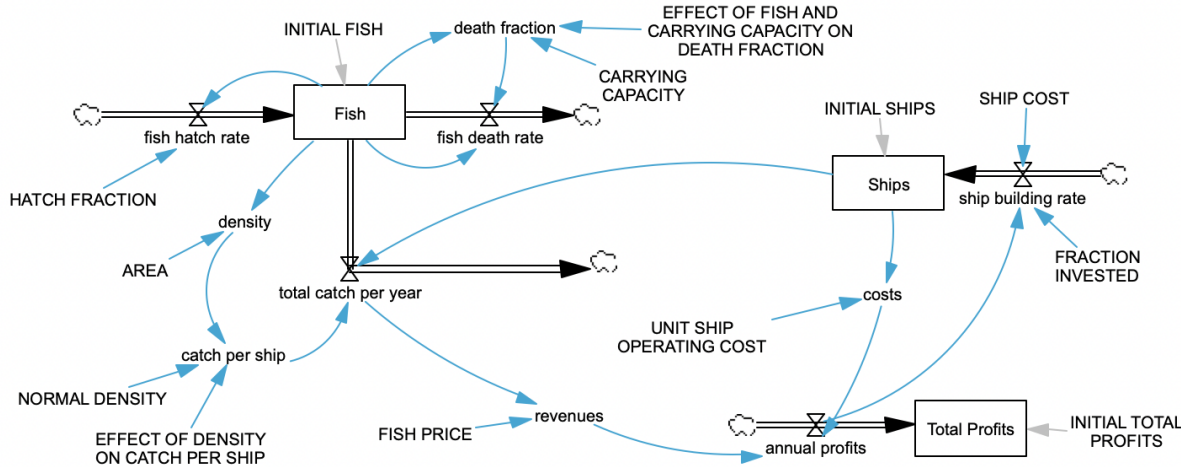 INITIAL FISH
death fraction
EFFECT OF FISH AND
CARRYING CAPACITY ON
DEATH FRACTION
CARRYING
CAPACITY
Fish
fish hatch rate
fish death rate
HATCH FRACTION
INITIAL SHIPS
SHIP COST
Ships
ship building rate
density
AREA
FRACTION
INVESTED
total catch per year
costs
UNIT SHIP
OPERATING COST
catch per ship
NORMAL DENSITY
EFFECT OF DENSITY
ON CATCH PER SHIP
FISH PRICE
revenues
annual profits
Total Profits
INITIAL TOTAL
PROFITS